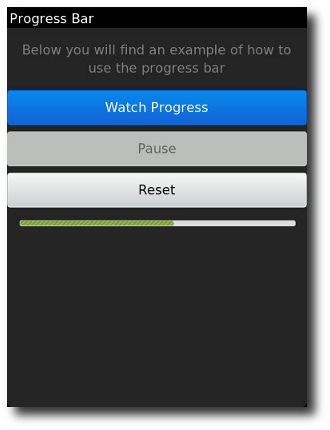 Progress Bar
Below you will find an example of how to
use the progress bar
Watch Progress
Pause
Reset